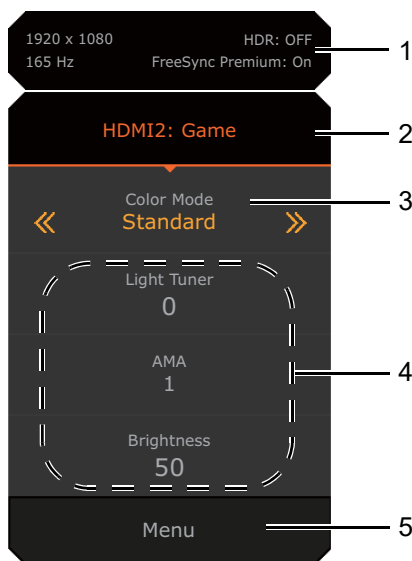 1920 x 1080 HDR: OFF
165 Hz FreeSync Premium: On
1
HDMI2: Game
2
Color Mode
3
Standard
Light Tuner
0
AMA
1
4
Brightness
50
Menu
5